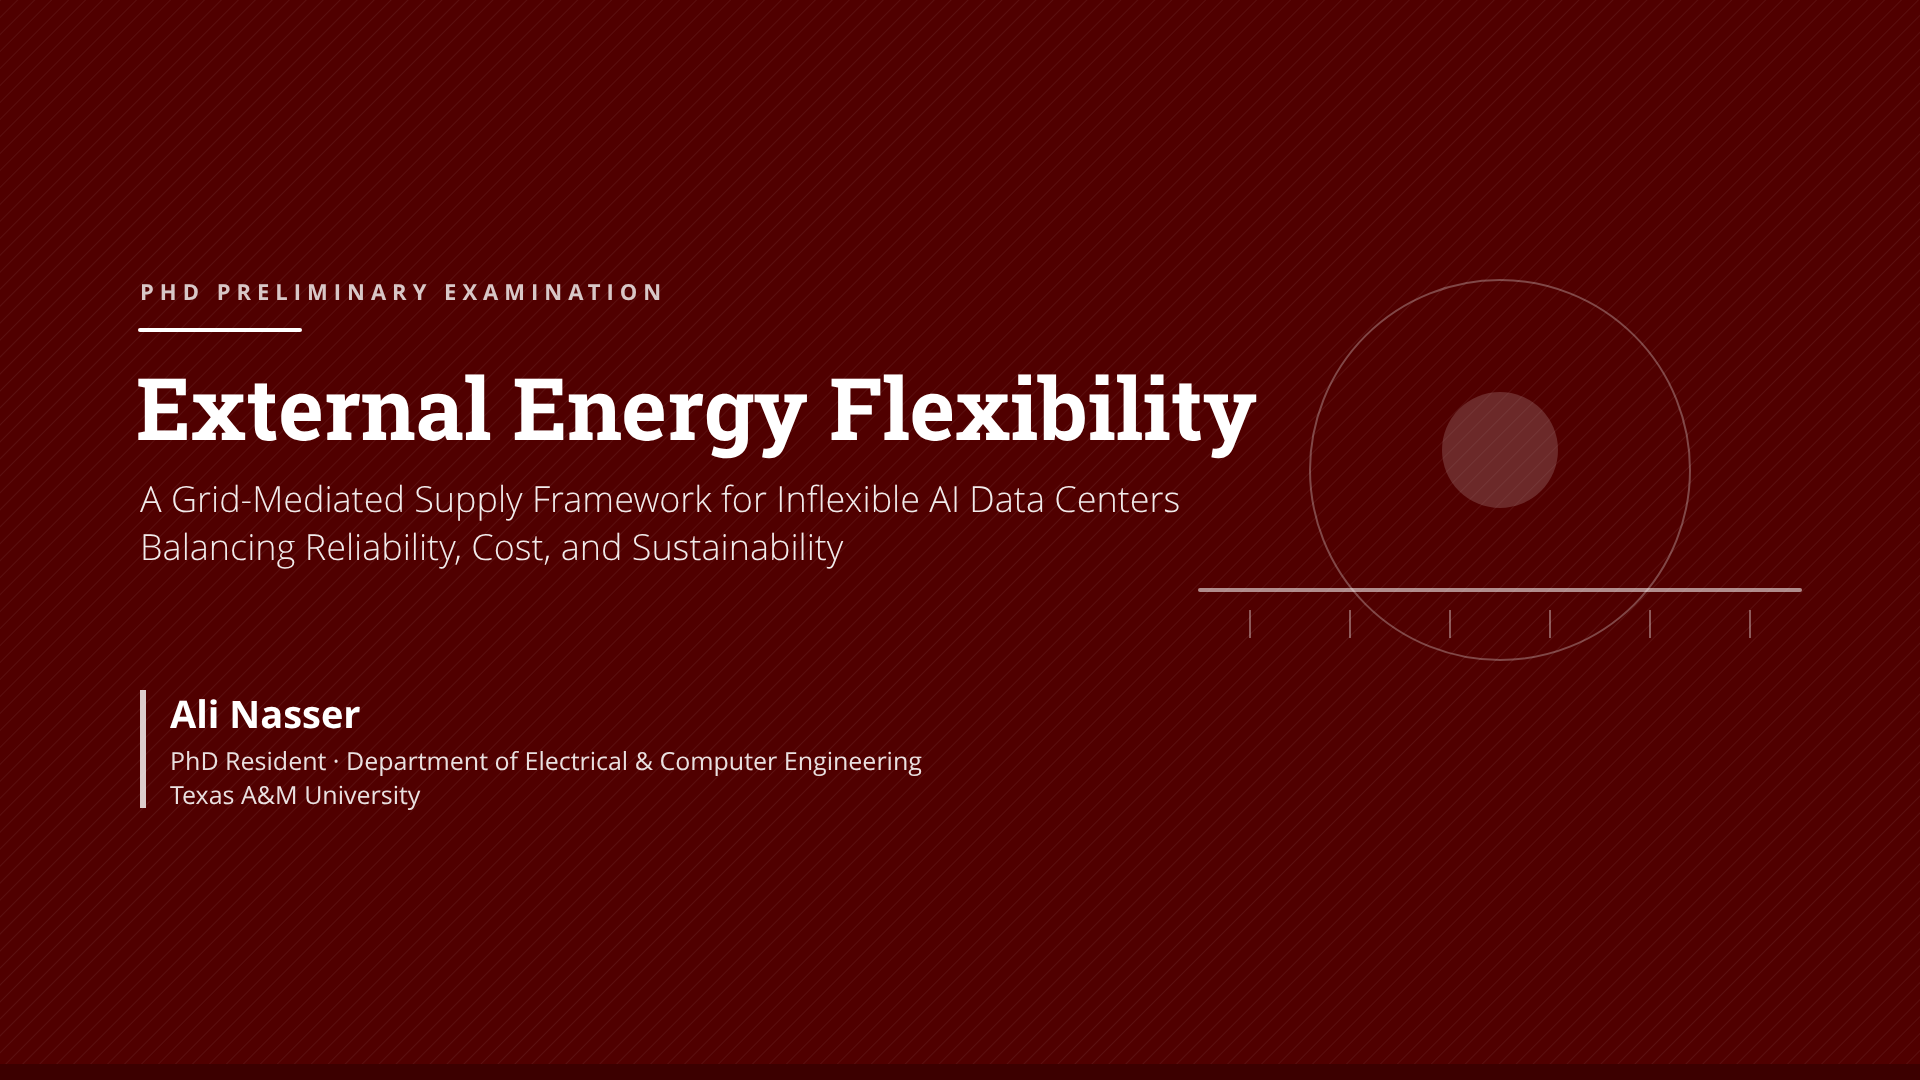 PHD PRELIMINARY EXAMINATION
External Energy Flexibility
A Grid-Mediated Supply Framework for Inflexible AI Data Centers
Balancing Reliability, Cost, and Sustainability
Ali Nasser
PhD Resident · Department of Electrical & Computer Engineering
Texas A&M University